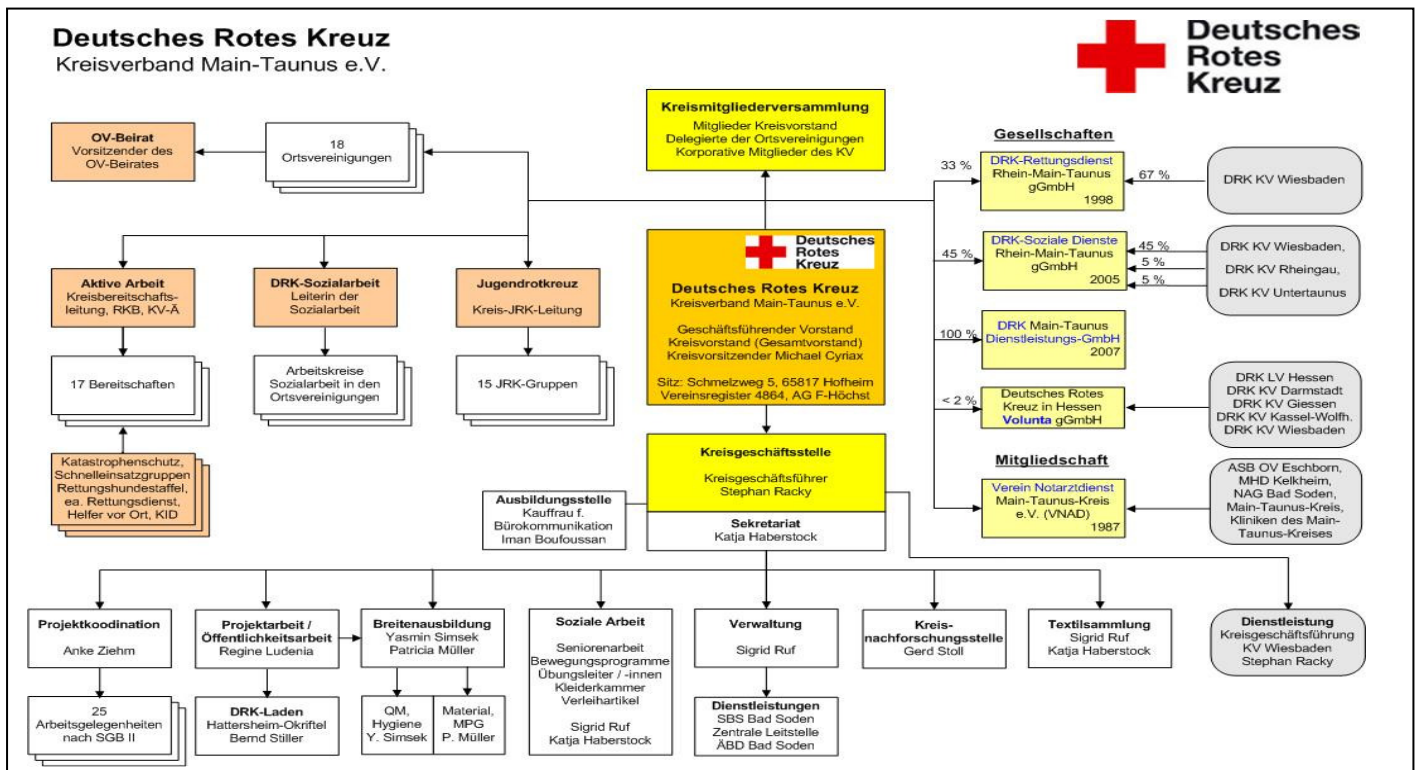 Deutsches Rotes Kreuz
Kreisverband Main-Taunus e.V.
Deutsches
Rotes
Kreuz
Kreismitgliederversammlung
Mitglieder Kreisvorstand
Delegierte der Ortsvereinigungen
Korporative Mitglieder des KV
OV-Beirat
Vorsitzender des
OV-Beirates
18
Ortsvereinigungen
Gesellschaften
33 %
DRK-Rettungsdienst
Rhein-Main-Taunus
gGmbH
1998
67 %
DRK KV Wiesbaden
45 %
DRK-Soziale Dienste
Rhein-Main-Taunus
gGmbH
2005
45 %
5 %
5 %
DRK KV Wiesbaden,
DRK KV Rheingau,
DRK KV Untertaunus
100 %
DRK Main-Taunus
Dienstleistungs-GmbH
2007
< 2 %
Deutsches Rotes
Kreuz in Hessen
Volunta gGmbH
DRK LV Hessen
DRK KV Darmstadt
DRK KV Giessen
DRK KV Kassel-Wolfh.
DRK KV Wiesbaden
Mitgliedschaft
Verein Notarztdienst
Main-Taunus-Kreis
e.V. (VNAD)
1987
ASB OV Eschborn,
MHD Kelkheim,
NAG Bad Soden,
Main-Taunus-Kreis,
Kliniken des Main-
Taunus-Kreises
Deutsches
Rotes
Kreuz
Deutsches Rotes Kreuz
Kreisverband Main-Taunus e.V.
Geschäftsführender Vorstand
Kreisvorstand (Gesamtvorstand)
Kreisvorsitzender Michael Cyriax
Sitz: Schmelzweg 5, 65817 Hofheim
Vereinsregister 4864, AG F-Höchst
Aktive Arbeit
Kreisbereitschafts-
leitung, RKB, KV-Ä
DRK-Sozialarbeit
Leiterin der
Sozialarbeit
Jugendrotkreuz
Kreis-JRK-Leitung
17 Bereitschaften
Arbeitskreise
Sozialarbeit in den
Ortsvereinigungen
15 JRK-Gruppen
Katastrophenschutz,
Schnelleinsatzgruppen
Rettungshundestaffel,
ea. Rettungsdienst,
Helfer vor Ort, KID
Kreisgeschäftsstelle
Kreisgeschäftsführer
Stephan Racky
Ausbildungsstelle
Kauffrau f.
Bürokommunikation
Iman Boufoussan
Sekretariat
Katja Haberstock
Projektkoodination
Anke Ziehm
25
Arbeitsgelegenheiten
nach SGB II
Projektarbeit /
Öffentlichkeitsarbeit
Regine Ludenia
DRK-Laden
Hattersheim-Okriftel
Bernd Stiller
Breitenausbildung
Yasmin Simsek
Patricia Müller
QM,
Hygiene
Y. Simsek
Material,
MPG
P. Müller
Soziale Arbeit
Seniorenarbeit
Bewegungsprogramme
Übungsleiter / -innen
Kleiderkammer
Verleihartikel
Sigrid Ruf
Katja Haberstock
Verwaltung
Sigrid Ruf
Dienstleistungen
SBS Bad Soden
Zentrale Leitstelle
ÄBD Bad Soden
Kreis-
nachforschungsstelle
Gerd Stoll
Textilsammlung
Sigrid Ruf
Katja Haberstock
Dienstleistung
Kreisgeschäftsführung
KV Wiesbaden
Stephan Racky